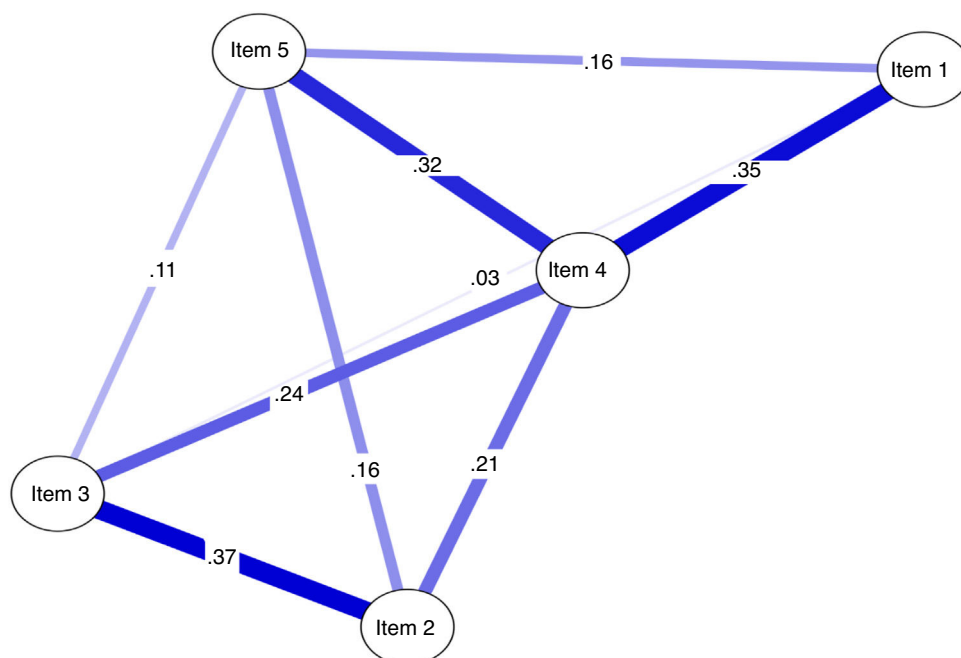 Item 5
.16
Item 1
.32
.35
.11
.03
Item 4
.24
.16
.21
Item 3
.37
Item 2